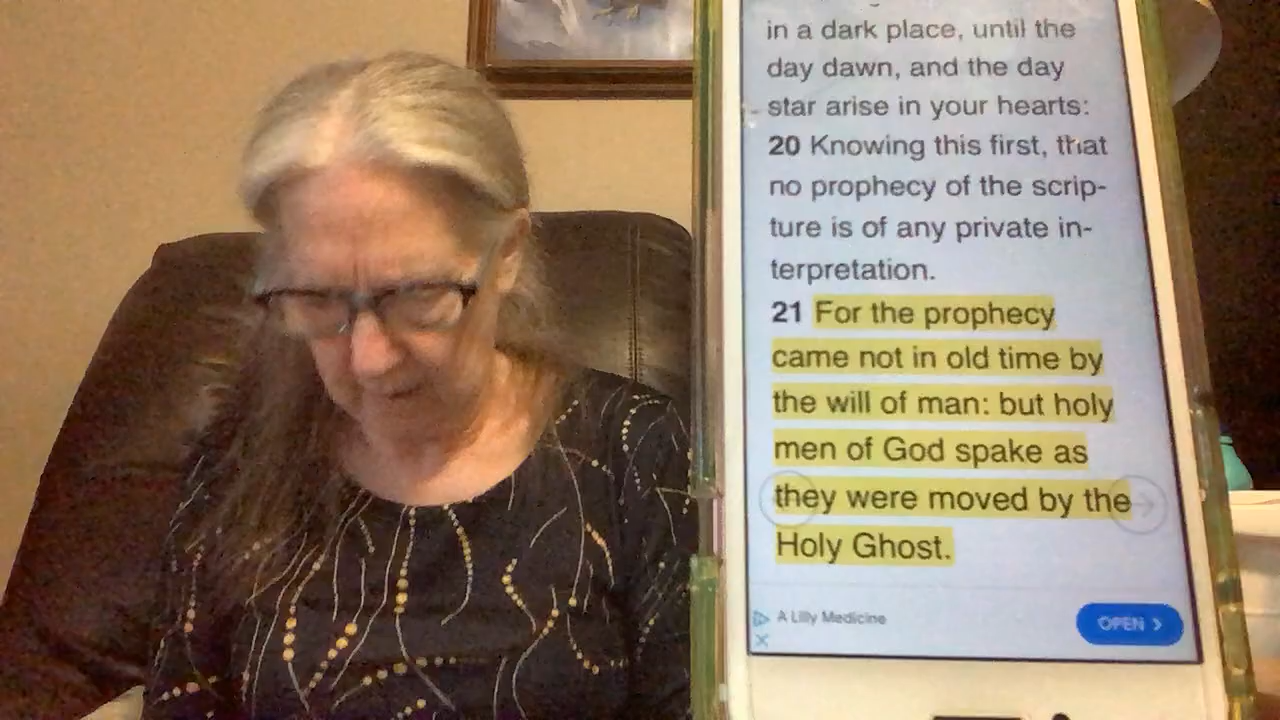 in a dark place, until the
day dawn, and the day
star arise in your hearts:
20 Knowing this first, that
no prophecy of the scrip-
ture is of any private in-
terpretation.
21 For the prophecy
came not in old time by
the will of man: but holy
men of God spake as
they were moved by the
Holy Ghost.
A Lilly Medicine
OPEN >